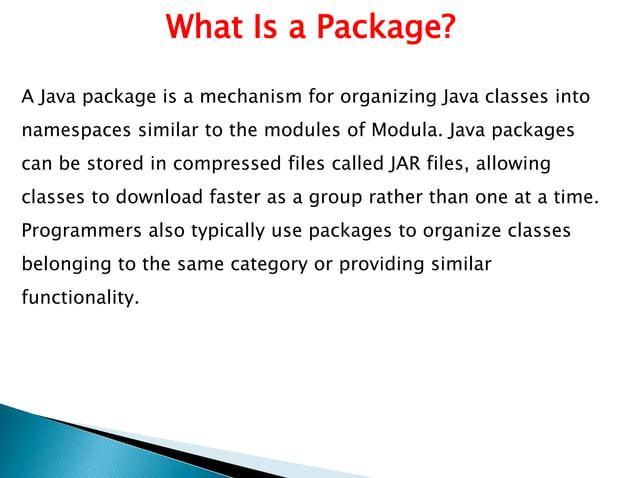 What Is a Package?
A Java package is a mechanism for organizing Java classes into
namespaces similar to the modules of Modula. Java packages
can be stored in compressed files called JAR files, allowing
classes to download faster as a group rather than one at a time.
Programmers also typically use packages to organize classes
belonging to the same category or providing similar
functionality.